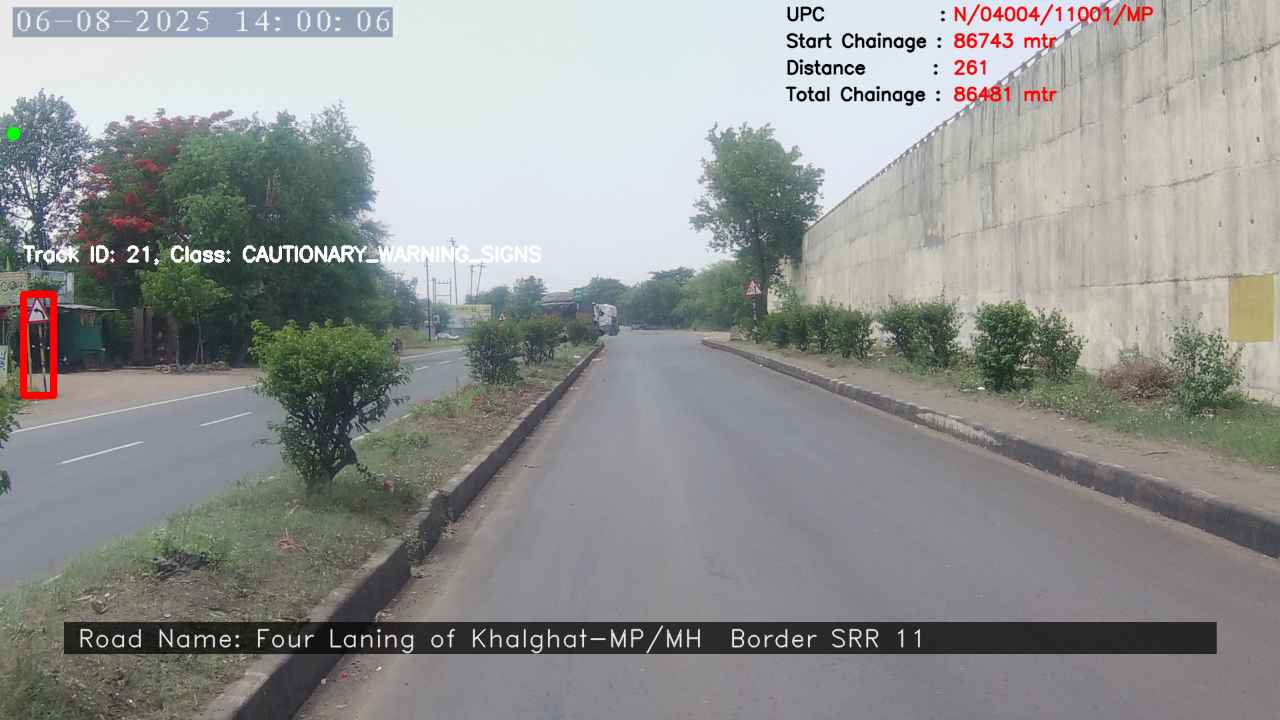 06-08-2025 14:00:06
UPC : N/04004/11001/MP
Start Chainage : 86743 mtr
Distance : 261
Total Chainage : 86481 mtr
Track ID: 21, Class: CAUTIONARY_WARNING_SIGNS
Road Name: Four Laning of Khalghat-MP/MH Border SRR 11